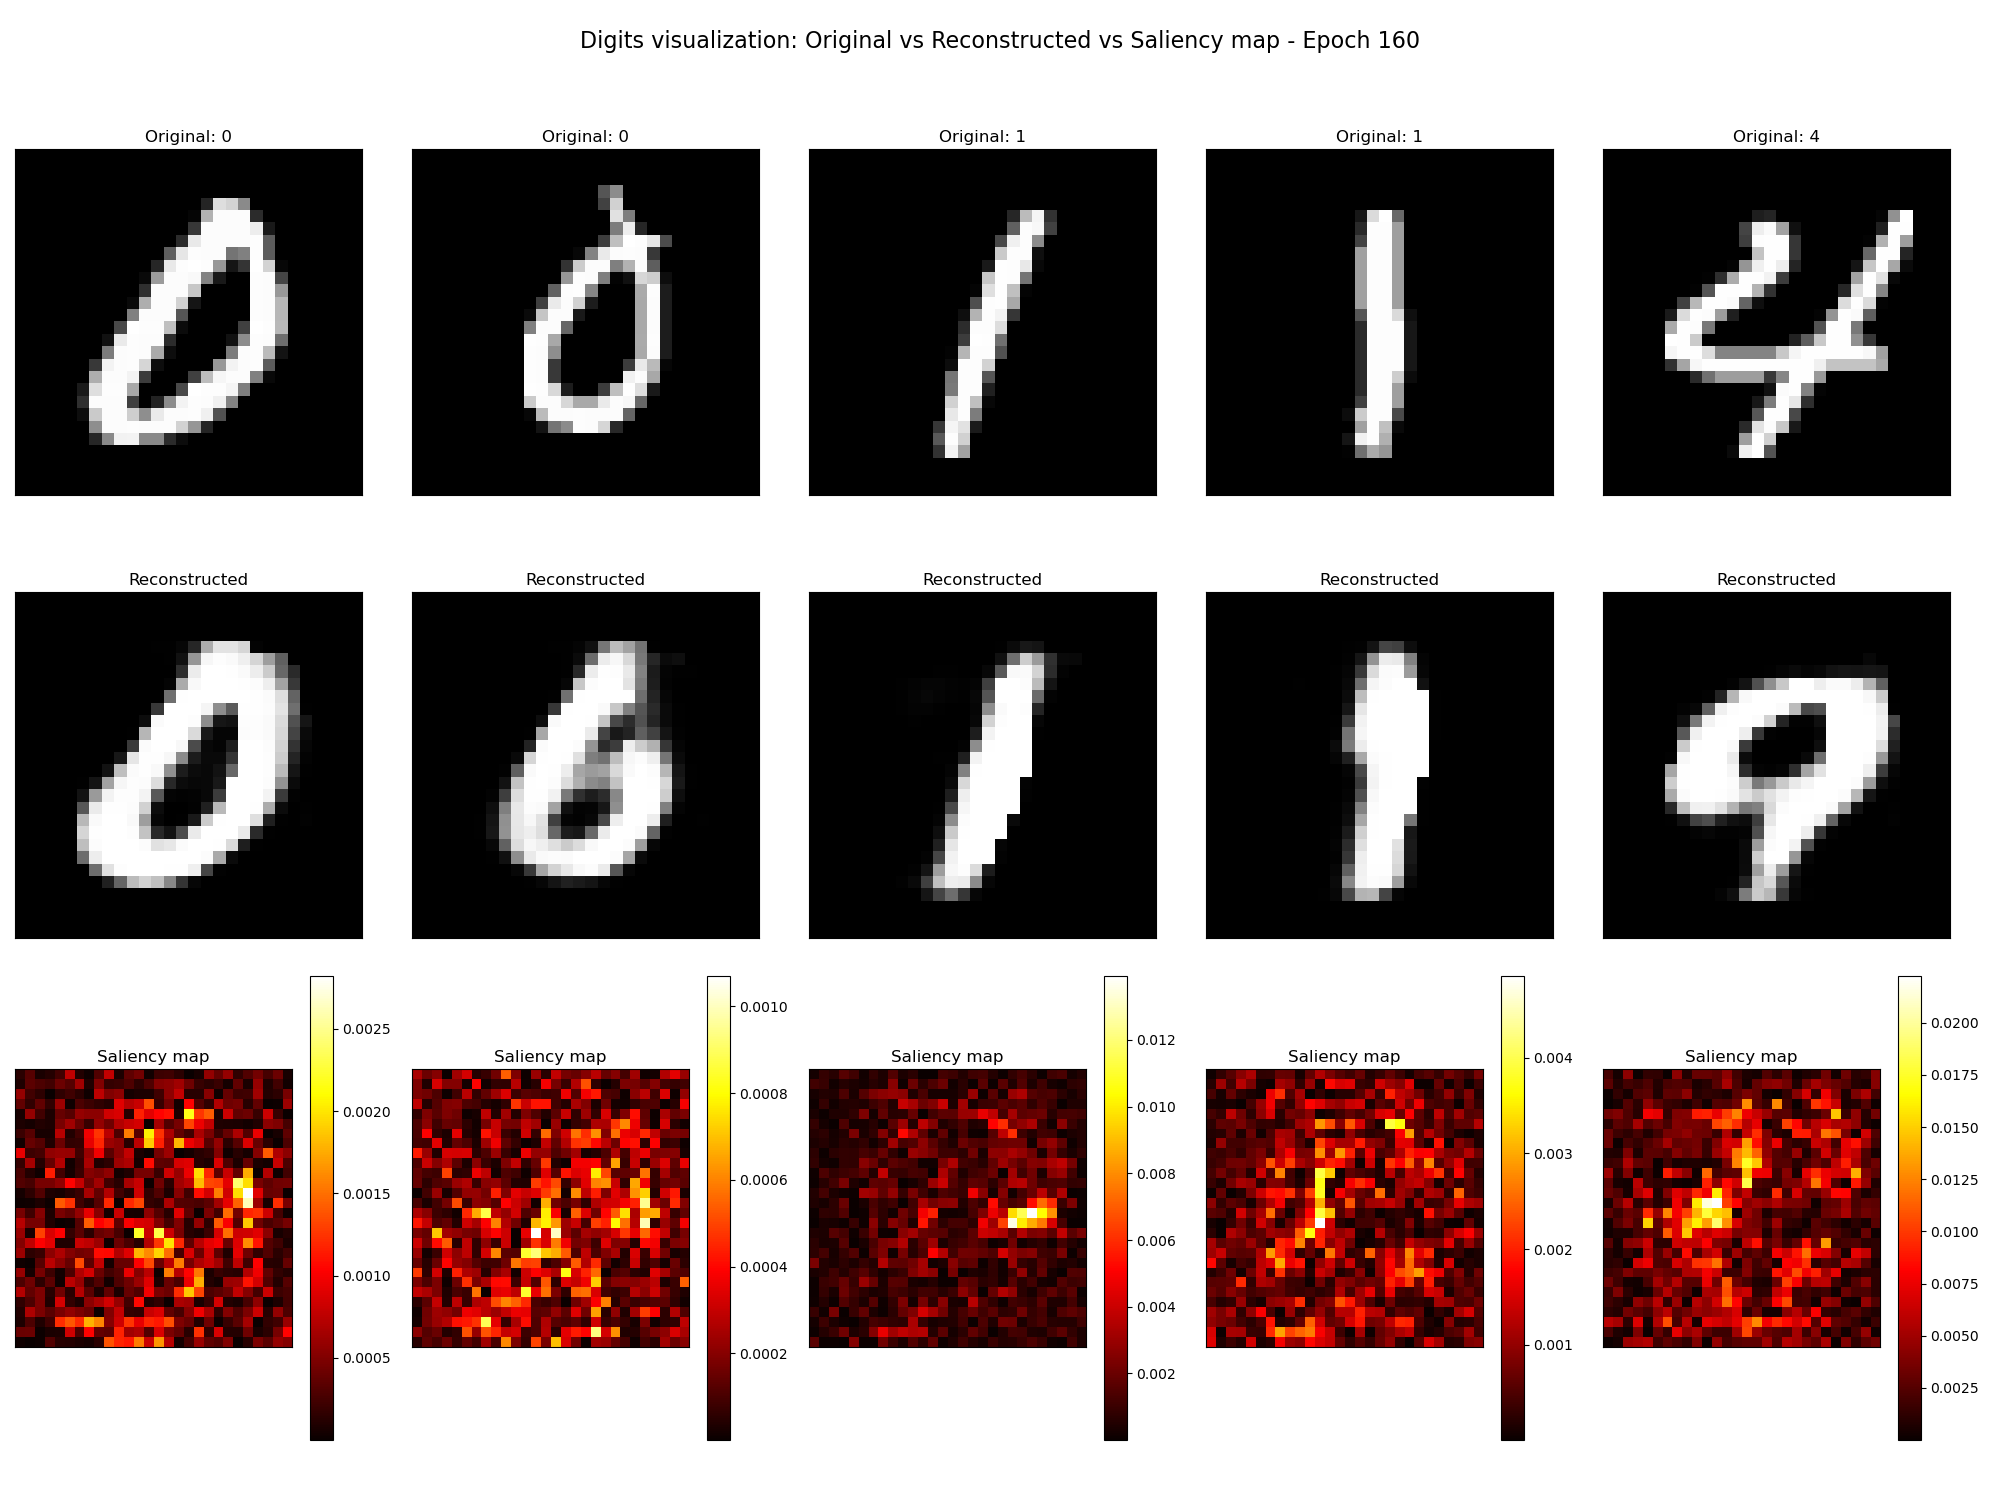 Digits visualization: Original vs Reconstructed vs Saliency map - Epoch 160
Original: 0
Original: 0
Original: 1
Original: 1
Original: 4
Reconstructed
Reconstructed
Reconstructed
Reconstructed
Reconstructed
Saliency map
0.0025
0.0020
0.0015
0.0010
0.0005
Saliency map
0.0010
0.0008
0.0006
0.0004
0.0002
Saliency map
0.012
0.010
0.008
0.006
0.004
0.002
Saliency map
0.004
0.003
0.002
0.001
Saliency map
0.0200
0.0175
0.0150
0.0125
0.0100
0.0075
0.0050
0.0025